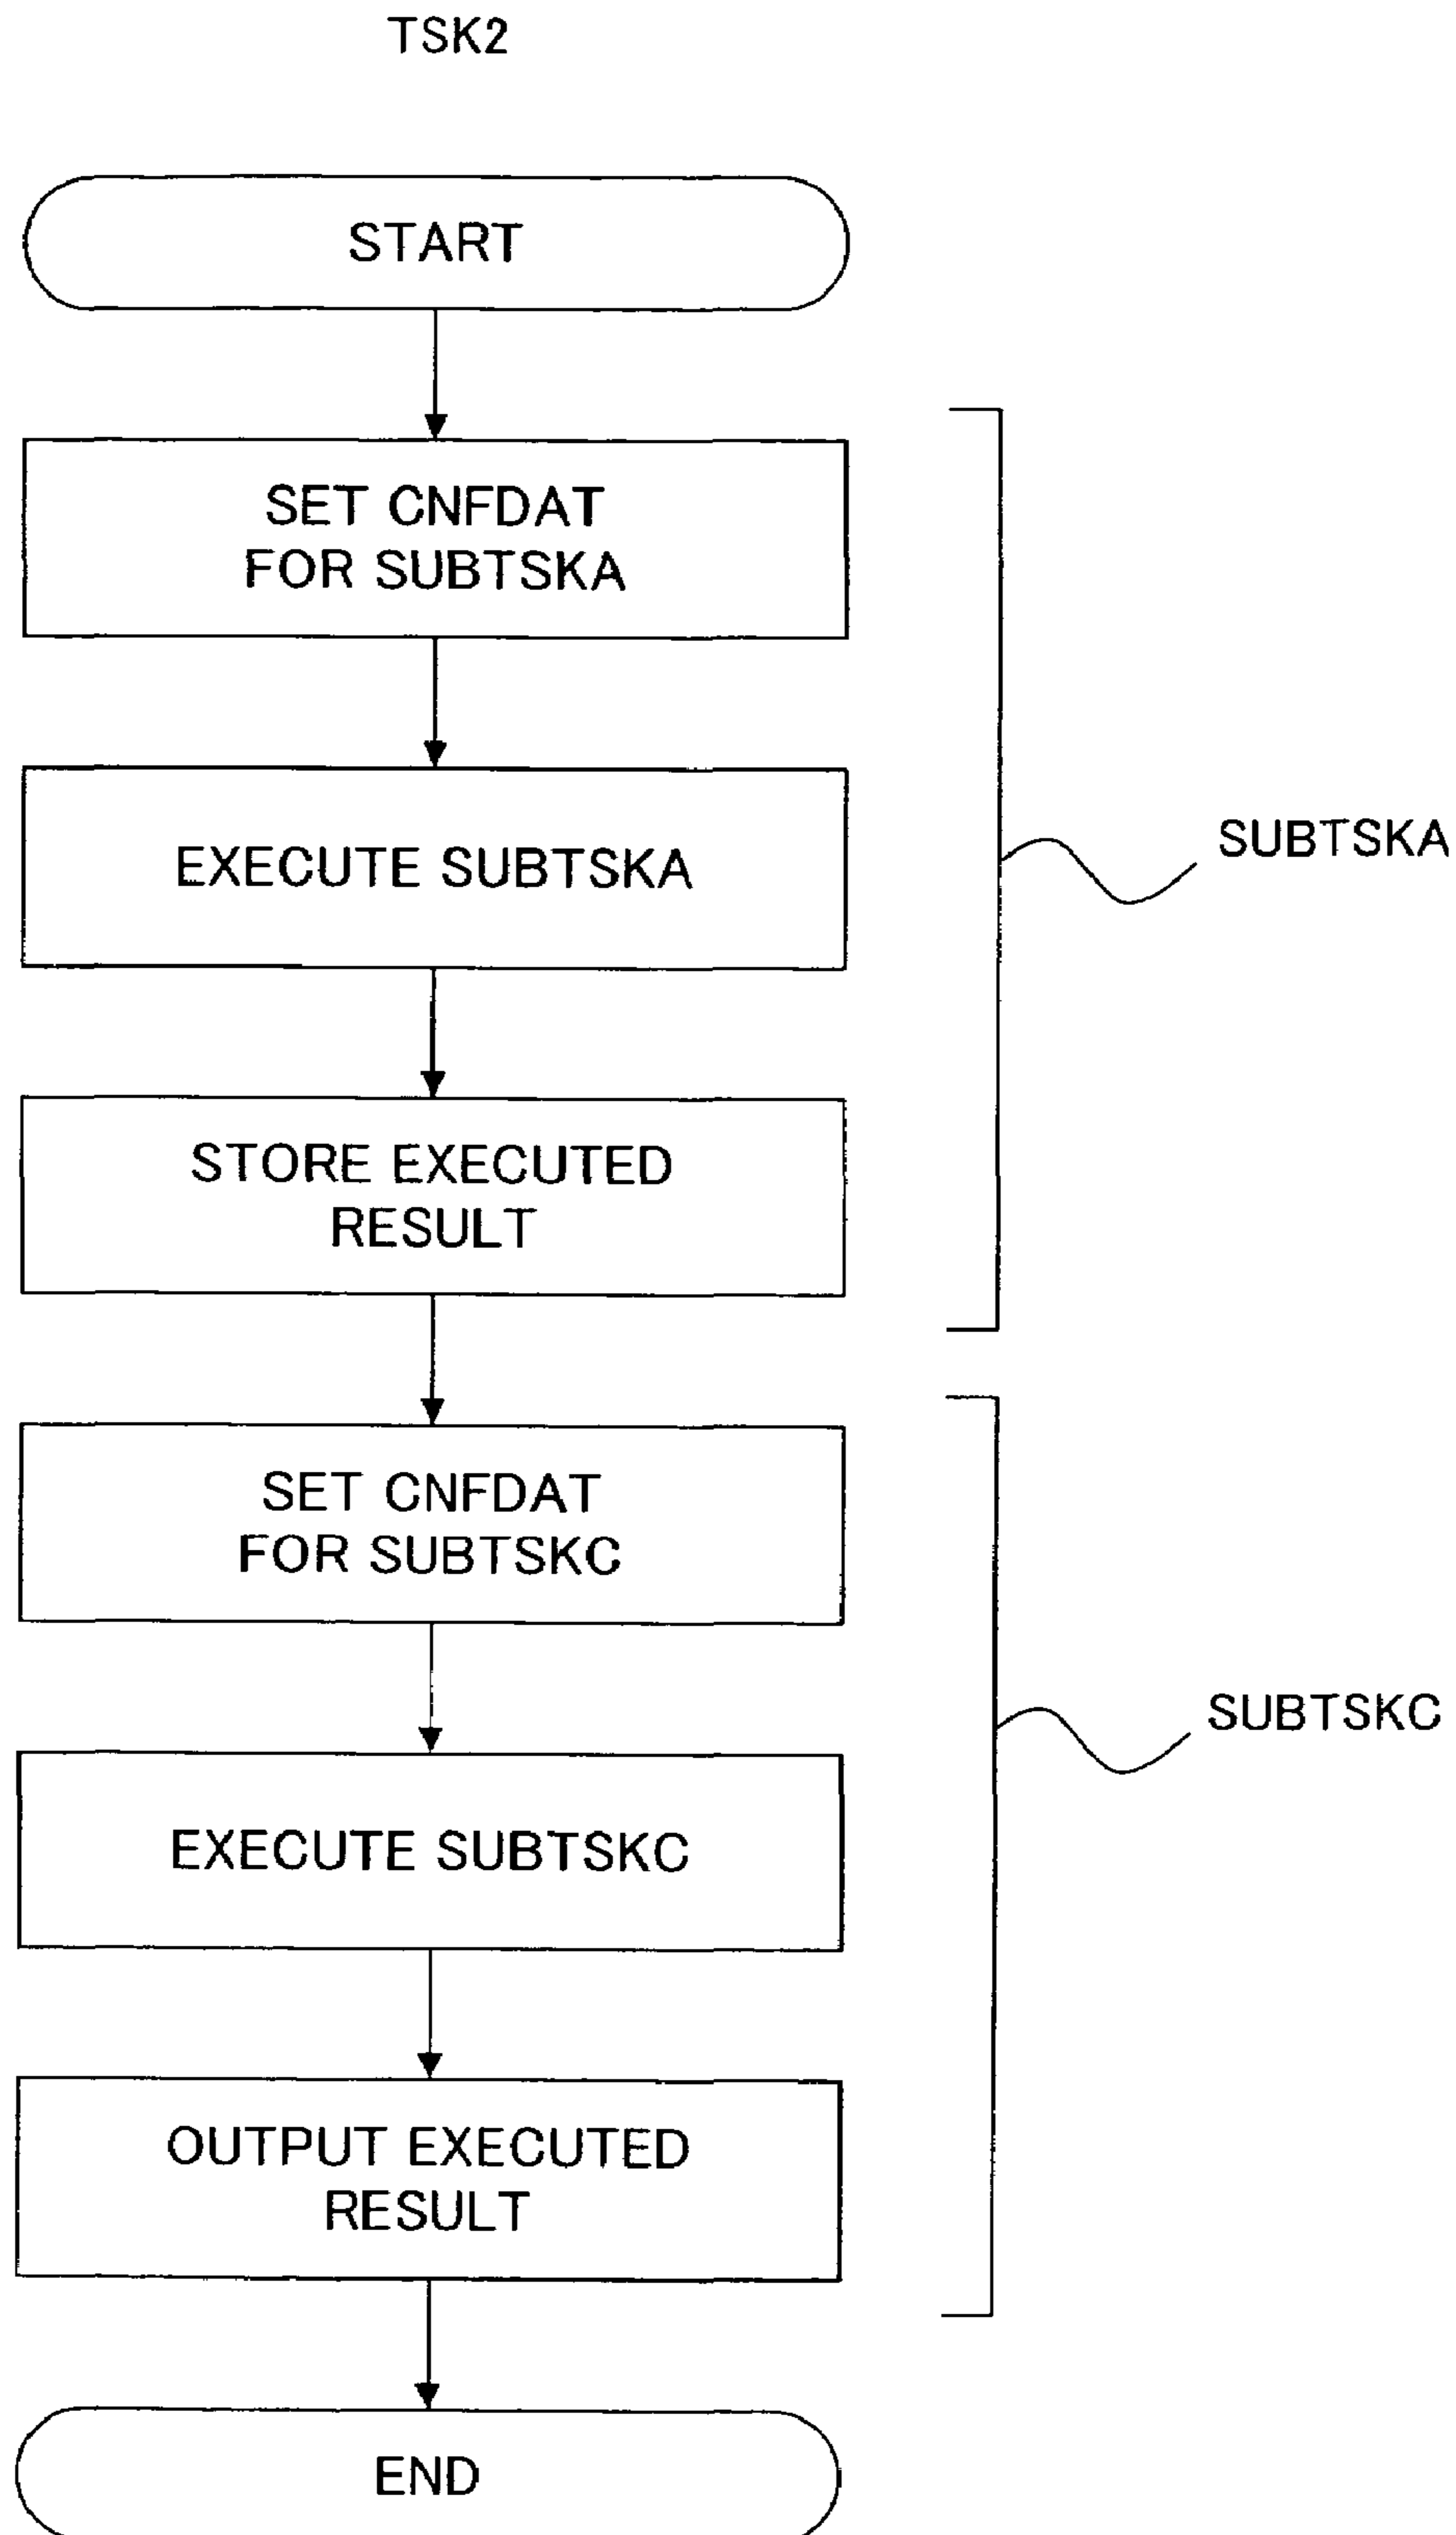 TSK2
START
SET CNFDAT
FOR SUBTSKA
EXECUTE SUBTSKA
SUBTSKA
STORE EXECUTED
RESULT
SET CNFDAT
FOR SUBTSKC
SUBTSKC
EXECUTE SUBTSKC
OUTPUT EXECUTED
RESULT
END